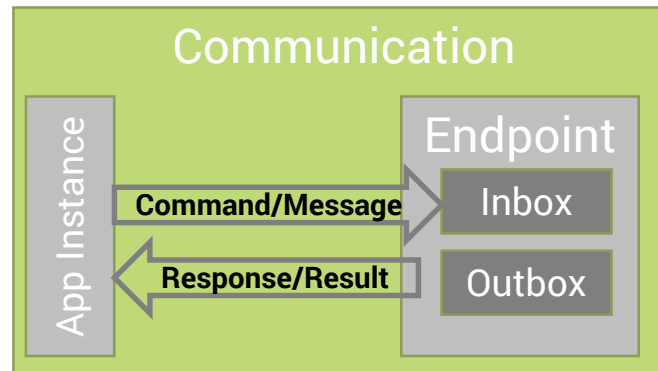 Communication
App Instance
Endpoint
Command/Message
Inbox
Response/Result
Outbox